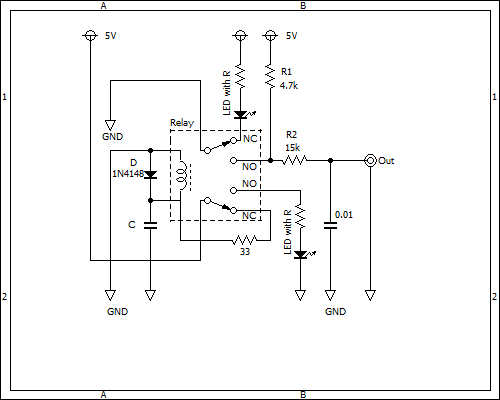 A B
5V 5V
1 1
LED with R
R1
4.7k
GND
Relay
NC
R2
15k
D
1N4148
NO
Out
NO
C
NC
LED with R
0.01
33
2 2
GND GND
A B